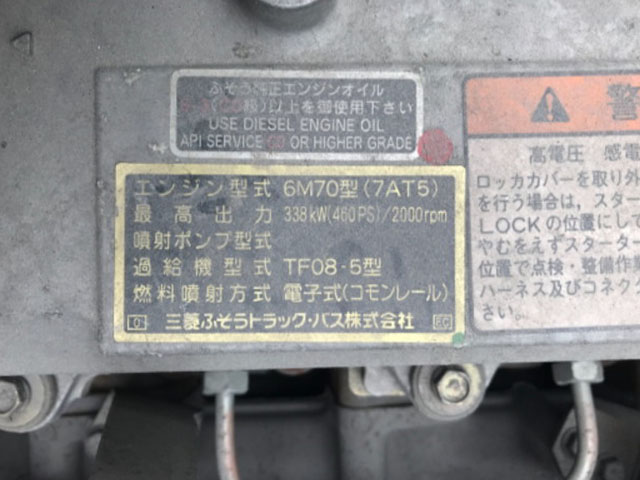 ふそう純正エンジンオイル
(CD級)以上を御使用下さい
USE DIESEL ENGINE OIL
API SERVICE CD OR HIGHER GRADE
エンジン型式 6M70型(7AT5)
最高出力 338kW(460PS)/2000rpm
噴射ポンプ型式
過給機型式 TF08-5型
燃料噴射方式 電子式(コモンレール)
三菱ふそうトラック・バス株式会社
警
高電圧 感電
ロッカカバーを取り外
を行う場合は、スター
LOCKの位置にし
やむをえずスタータ
位置で点検・整備作業
ハーネス及びコネク
さい。